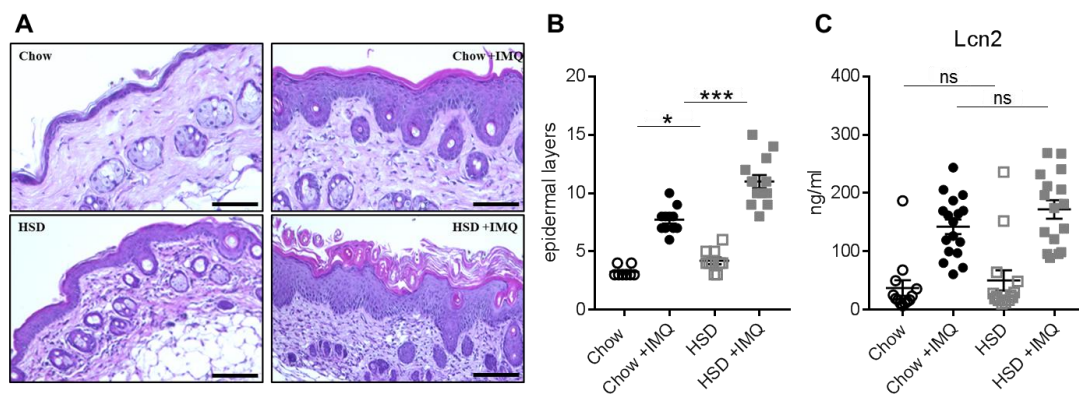 A
Chow
Chow +IMQ
HSD
HSD +IMQ
B
epidermal layers
20
15
10
5
0
*
***
Chow
Chow +IMQ
HSD
HSD +IMQ
C
Lcn2
ng/ml
400
300
200
100
0
ns
ns
Chow
Chow +IMQ
HSD
HSD +IMQ